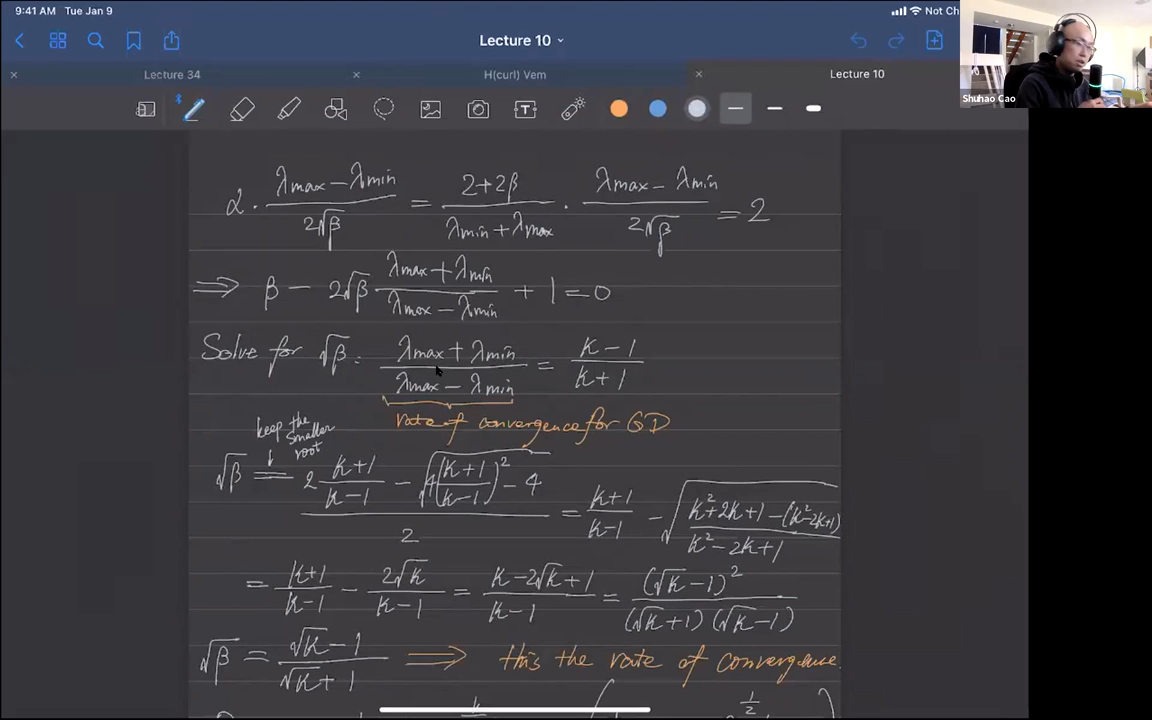 9:41 AM Tue Jan 9
Not Ch
Lecture 10
Lecture 34
H(curl) Vem
Lecture 10
Shuhao Cao
α · (λmax − λmin)/(2√β) = (2+2β)/(λmin + λmax) · (λmax − λmin)/(2√β) = 2
⟹ β − 2√β (λmax + λmin)/(λmax − λmin) + 1 = 0
Solve for √β: (λmax + λmin)/(λmax − λmin) = (κ−1)/(κ+1)
rate of convergence for GD
keep the smaller root
√β = (2 (κ+1)/(κ−1) − √(4((κ+1)/(κ−1))² − 4))/2 = (κ+1)/(κ−1) − √((κ²+2κ+1−(κ²−2κ+1))/(κ²−2κ+1))
= (κ+1)/(κ−1) − (2√κ)/(κ−1) = (κ−2√κ+1)/(κ−1) = (√κ−1)²/((√κ+1)(√κ−1))
√β = (√κ−1)/(√κ+1) ⟹ this the rate of convergence.